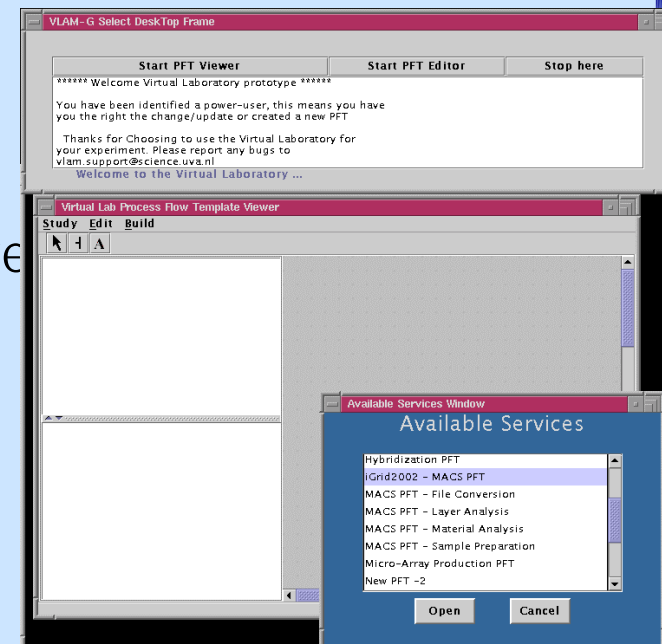 VLAM-G Select DeskTop Frame
Start PFT Viewer Start PFT Editor Stop here
****** Welcome Virtual Laboratory prototype ******
You have been identified a power-user, this means you have
you the right the change/update or created a new PFT
Thanks for Choosing to use the Virtual Laboratory for
your experiment. Please report any bugs to
vlam.support@science.uva.nl
Welcome to the Virtual Laboratory ...
Virtual Lab Process Flow Template Viewer
Study Edit Build
A
e
Available Services Window
Available Services
Hybridization PFT
iGrid2002 - MACS PFT
MACS PFT - File Conversion
MACS PFT - Layer Analysis
MACS PFT - Material Analysis
MACS PFT - Sample Preparation
Micro-Array Production PFT
New PFT -2
Open Cancel